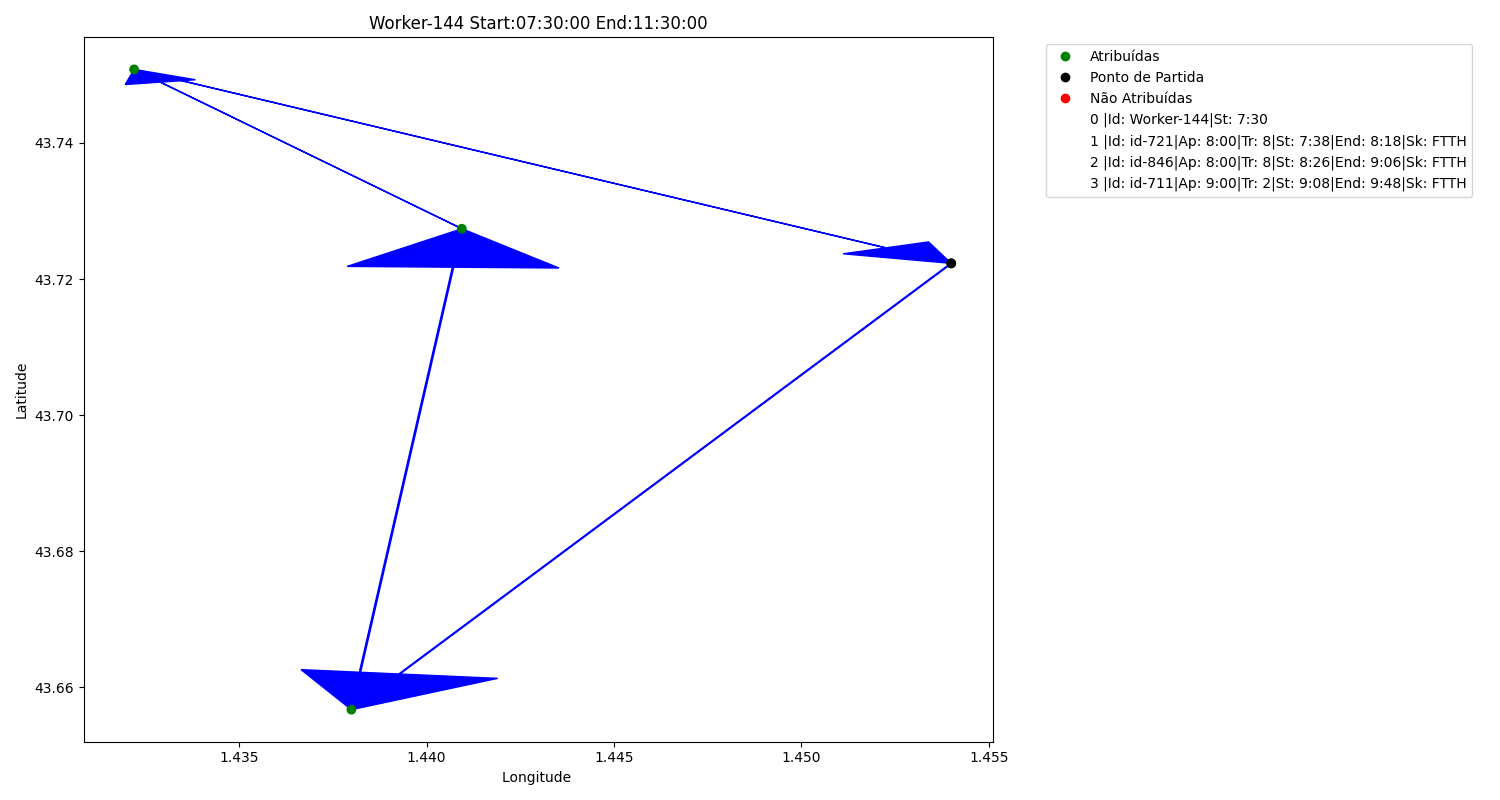 Worker-144 Start:07:30:00 End:11:30:00
Atribuídas
Ponto de Partida
Não Atribuídas
0 |Id: Worker-144|St: 7:30
1 |Id: id-721|Ap: 8:00|Tr: 8|St: 7:38|End: 8:18|Sk: FTTH
2 |Id: id-846|Ap: 8:00|Tr: 8|St: 8:26|End: 9:06|Sk: FTTH
3 |Id: id-711|Ap: 9:00|Tr: 2|St: 9:08|End: 9:48|Sk: FTTH
43.74
43.72
43.70
43.68
43.66
Latitude
1.435
1.440
1.445
1.450
1.455
Longitude